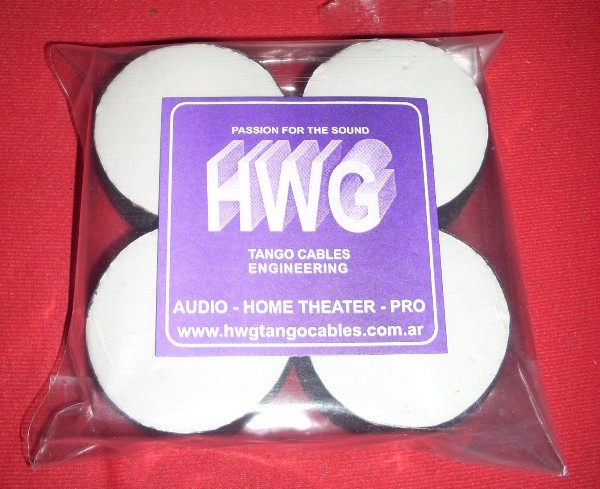 PASSION FOR THE SOUND
HWG
TANGO CABLES
ENGINEERING
AUDIO - HOME THEATER - PRO
www.hwgtangocables.com.ar